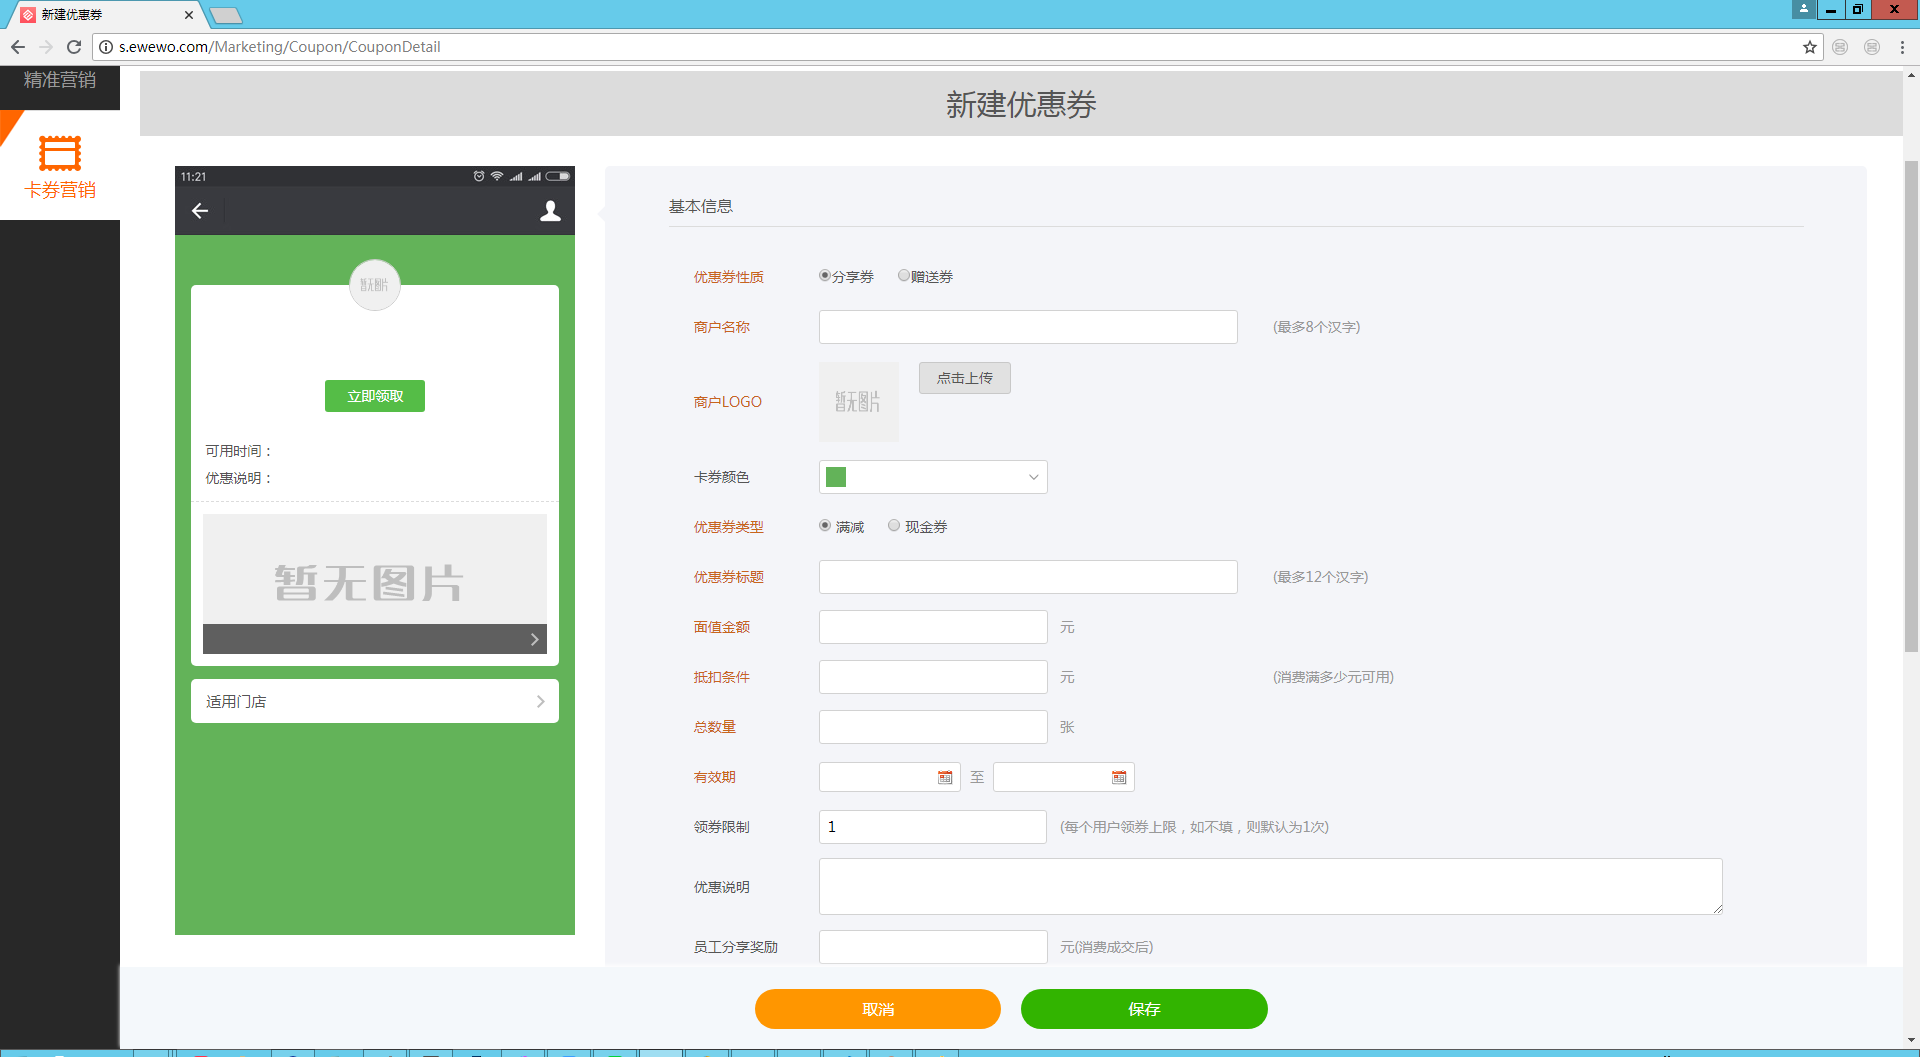 新建优惠券
s.ewewo.com/Marketing/Coupon/CouponDetail
精准营销
卡券营销
新建优惠券
11:21
暂无图片
立即领取
可用时间：
优惠说明：
暂无图片
适用门店
基本信息
优惠券性质 分享券 赠送券
商户名称 (最多8个汉字)
商户LOGO 暂无图片 点击上传
卡券颜色
优惠券类型 满减 现金券
优惠券标题 (最多12个汉字)
面值金额 元
抵扣条件 元 (消费满多少元可用)
总数量 张
有效期 至
领券限制 1 (每个用户领券上限，如不填，则默认为1次)
优惠说明
员工分享奖励 元(消费成交后)
取消 保存